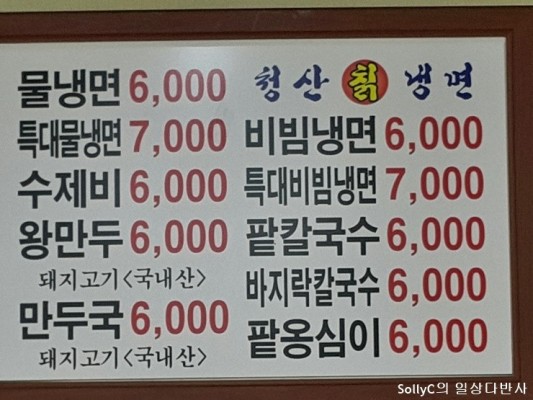 물냉면 6,000
특대물냉면 7,000
수제비 6,000
왕만두 6,000
돼지고기<국내산>
만두국 6,000
돼지고기<국내산>
청산 칡 냉면
비빔냉면 6,000
특대비빔냉면 7,000
팥칼국수 6,000
바지락칼국수 6,000
팥옹심이 6,000
SollyC의 일상다반사